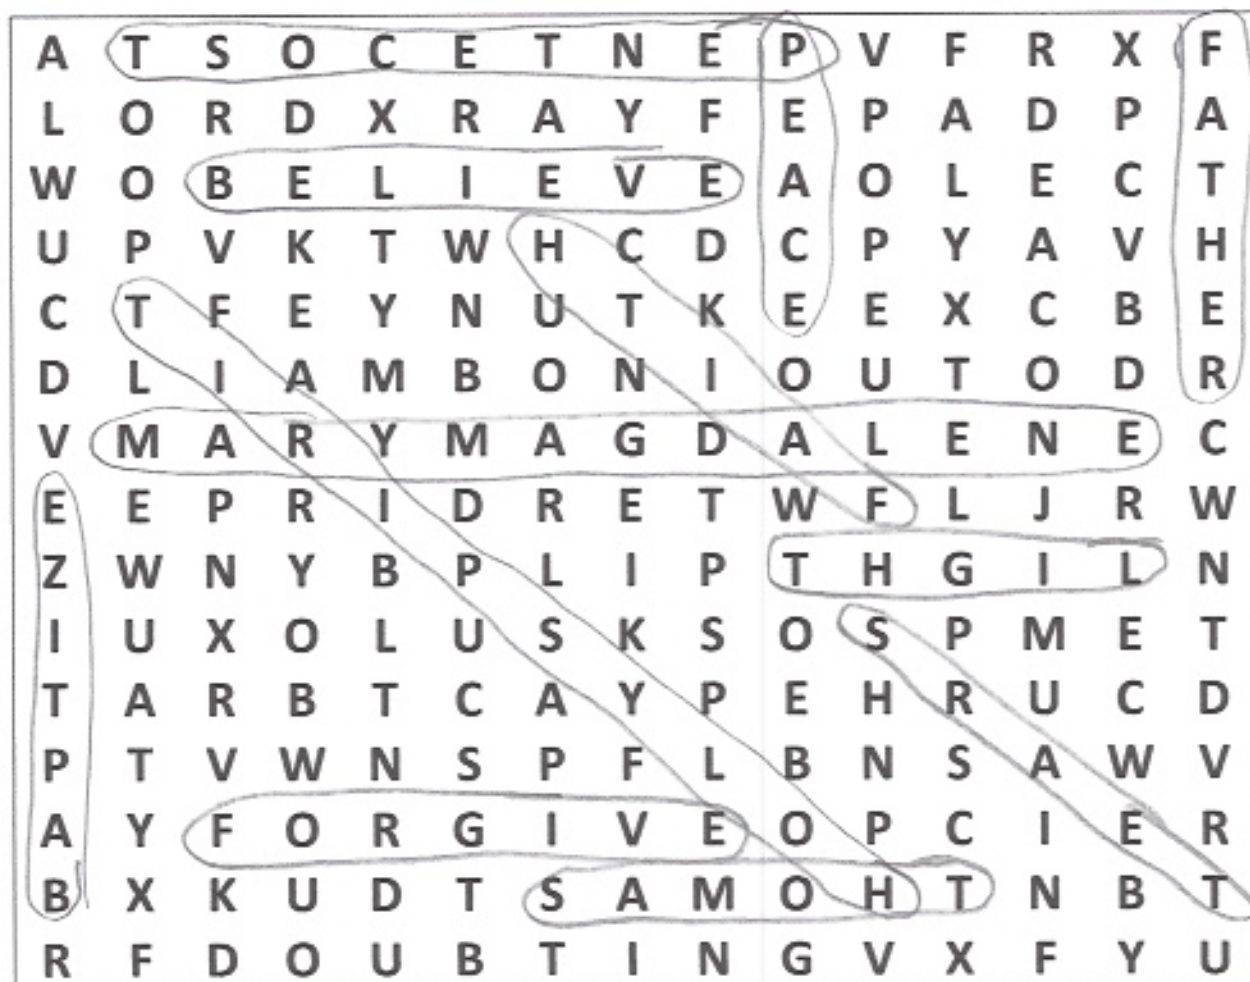 A T S O C E T N E P V F R X F
L O R D X R A Y F E P A D P A
W O B E L I E V E A O L E C T
U P V K T W H C D C P Y A V H
C T F E Y N U T K E E X C B E
D L I A M B O N I O U T O D R
V M A R Y M A G D A L E N E C
E E P R I D R E T W F L J R W
Z W N Y B P L I P T H G I L N
I U X O L U S K S O S P M E T
T A R B T C A Y P E H R U C D
P T V W N S P F L B N S A W V
A Y F O R G I V E O P C I E R
B X K U D T S A M O H T N B T
R F D O U B T I N G V X F Y U